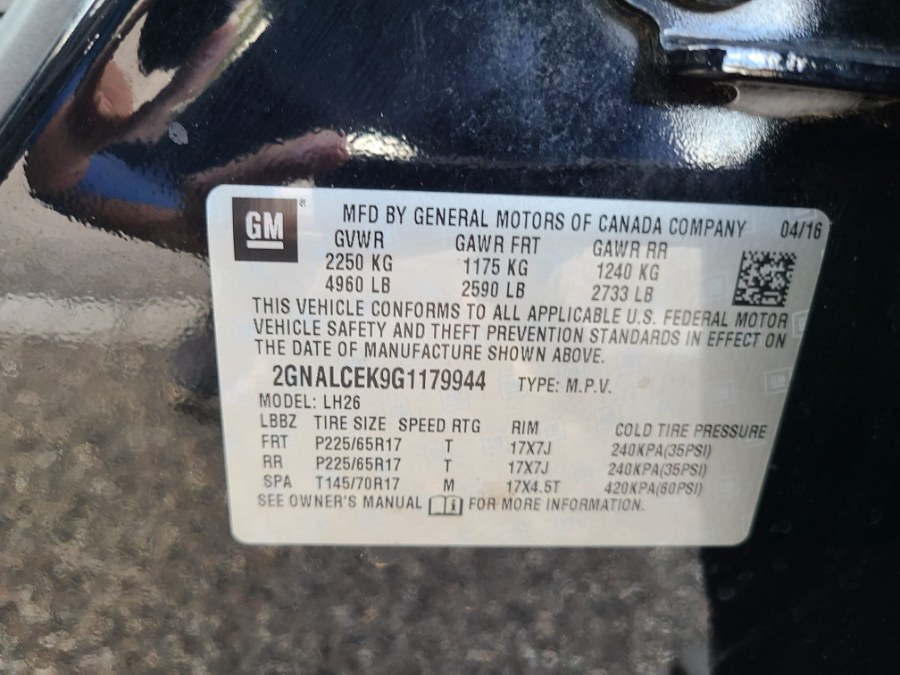 GM ®
MFD BY GENERAL MOTORS OF CANADA COMPANY 04/16
GVWR GAWR FRT GAWR RR
2250 KG 1175 KG 1240 KG
4960 LB 2590 LB 2733 LB
THIS VEHICLE CONFORMS TO ALL APPLICABLE U.S. FEDERAL MOTOR
VEHICLE SAFETY AND THEFT PREVENTION STANDARDS IN EFFECT ON
THE DATE OF MANUFACTURE SHOWN ABOVE.
2GNALCEK9G1179944 TYPE: M.P.V.
MODEL: LH26
LBBZ TIRE SIZE SPEED RTG RIM COLD TIRE PRESSURE
FRT P225/65R17 T 17X7J 240KPA(35PSI)
RR P225/65R17 T 17X7J 240KPA(35PSI)
SPA T145/70R17 M 17X4.5T 420KPA(60PSI)
SEE OWNER'S MANUAL i FOR MORE INFORMATION.